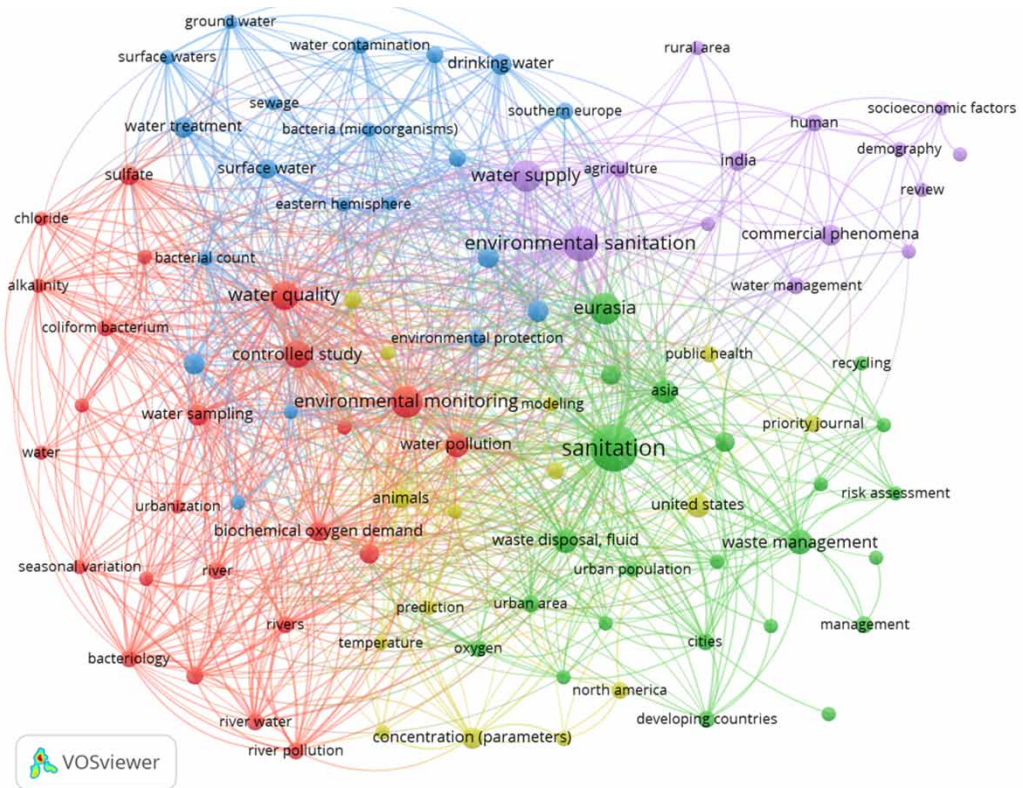 ground water
water contamination
surface waters
drinking water
rural area
sewage
southern europe
socioeconomic factors
water treatment
bacteria (microorganisms)
human
demography
surface water
water supply
agriculture
india
sulfate
review
eastern hemisphere
chloride
environmental sanitation
commercial phenomena
bacterial count
alkalinity
water quality
eurasia
water management
coliform bacterium
environmental protection
controlled study
public health
recycling
asia
environmental monitoring
modeling
water sampling
priority journal
water pollution
sanitation
water
animals
risk assessment
urbanization
united states
biochemical oxygen demand
waste disposal, fluid
waste management
seasonal variation
river
urban population
prediction
urban area
rivers
management
temperature
oxygen
cities
bacteriology
north america
river water
developing countries
concentration (parameters)
river pollution
VOSviewer